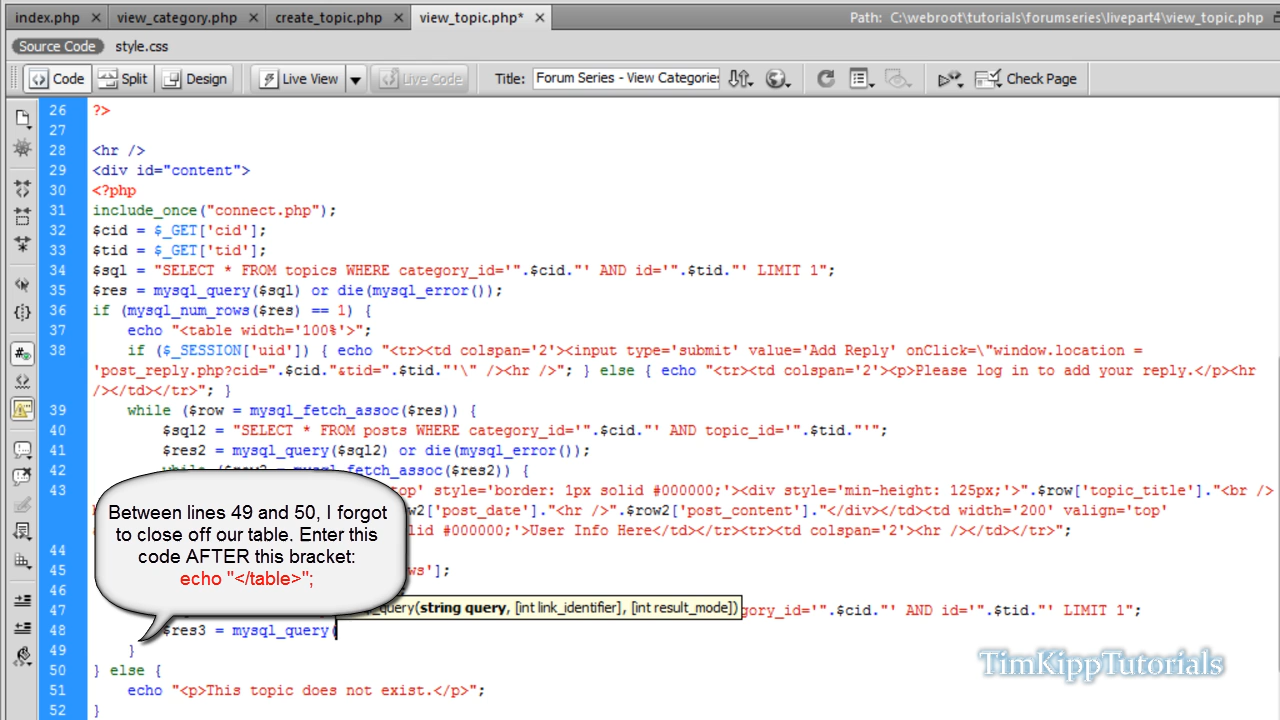 index.php × view_category.php × create_topic.php × view_topic.php* × Path: C:\webroot\tutorials\forumseries\livepart4\view_topic.php
Source Code style.css
Code Split Design Live View Live Code Title: Forum Series - View Categories Check Page
26 ?>
27
28 <hr />
29 <div id="content">
30 <?php
31 include_once("connect.php");
32 $cid = $_GET['cid'];
33 $tid = $_GET['tid'];
34 $sql = "SELECT * FROM topics WHERE category_id='".$cid."' AND id='".$tid."' LIMIT 1";
35 $res = mysql_query($sql) or die(mysql_error());
36 if (mysql_num_rows($res) == 1) {
37 echo "<table width='100%'>";
38 if ($_SESSION['uid']) { echo "<tr><td colspan='2'><input type='submit' value='Add Reply' onClick=\"window.location =
'post_reply.php?cid=".$cid."&tid=".$tid."'\" /><hr />"; } else { echo "<tr><td colspan='2'><p>Please log in to add your reply.</p><hr
/></td></tr>"; }
39 while ($row = mysql_fetch_assoc($res)) {
40 $sql2 = "SELECT * FROM posts WHERE category_id='".$cid."' AND topic_id='".$tid."'";
41 $res2 = mysql_query($sql2) or die(mysql_error());
42 while ($row2 = mysql_fetch_assoc($res2)) {
43 top' style='border: 1px solid #000000;'><div style='min-height: 125px;'>".$row['topic_title']."<br />
w2['post_date']."<hr />".$row2['post_content']."</div></td><td width='200' valign='top'
lid #000000;'>User Info Here</td></tr><tr><td colspan='2'><hr /></td></tr>";
44
45 ws'];
46
47 gory_id='".$cid."' AND id='".$tid."' LIMIT 1";
48 $res3 = mysql_query(
49 }
50 } else {
51 echo "<p>This topic does not exist.</p>";
52 }
Between lines 49 and 50, I forgot
to close off our table. Enter this
code AFTER this bracket:
echo "</table>";
_query(string query, [int link_identifier], [int result_mode])
TimKippTutorials